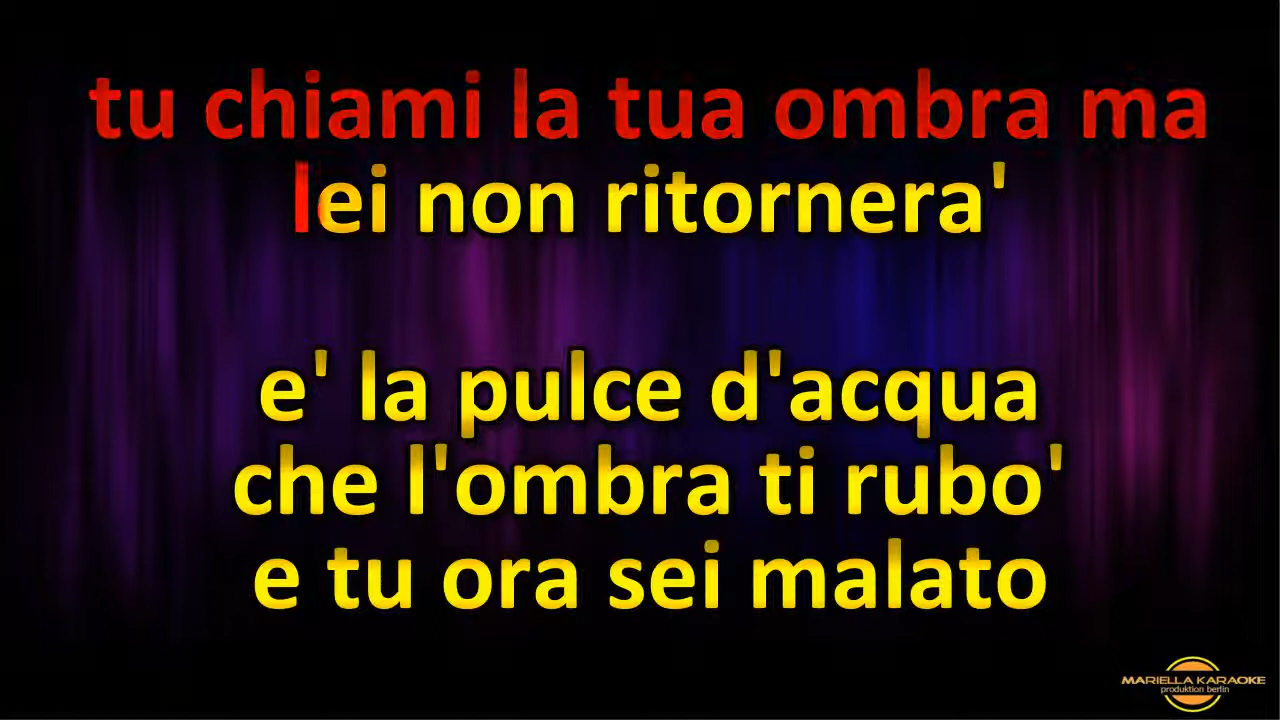 tu chiami la tua ombra ma
lei non ritornera'
e' la pulce d'acqua
che l'ombra ti rubo'
e tu ora sei malato
MARIELLA KARAOKE
produktion berlin